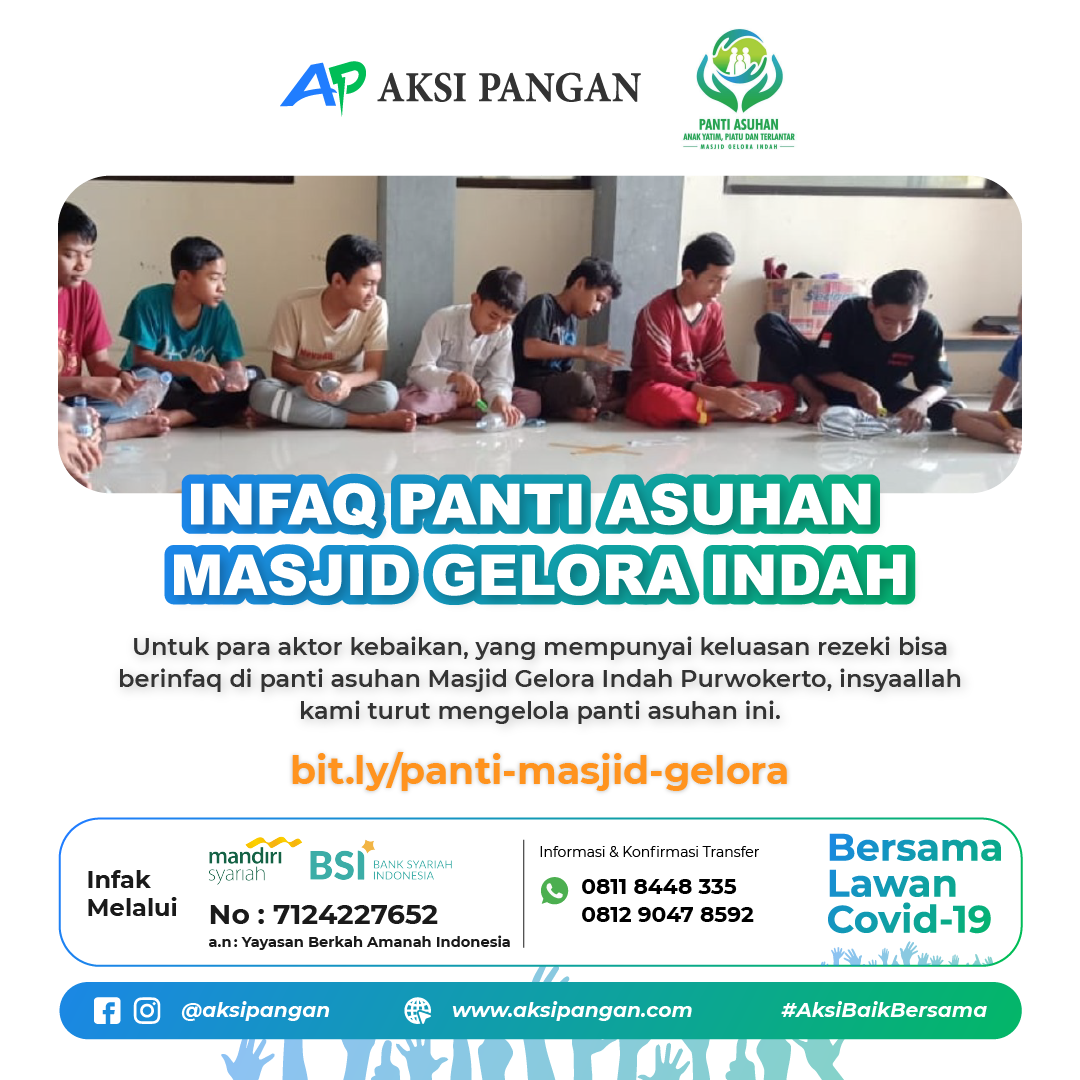 AP AKSI PANGAN
PANTI ASUHAN
ANAK YATIM, PIATU DAN TERLANTAR
MASJID GELORA INDAH
INFAQ PANTI ASUHAN
MASJID GELORA INDAH
Untuk para aktor kebaikan, yang mempunyai keluasan rezeki bisa
berinfaq di panti asuhan Masjid Gelora Indah Purwokerto, insyaallah
kami turut mengelola panti asuhan ini.
bit.ly/panti-masjid-gelora
Infak
Melalui
mandiri
syariah
BSI BANK SYARIAH
INDONESIA
No : 7124227652
a.n : Yayasan Berkah Amanah Indonesia
Informasi & Konfirmasi Transfer
0811 8448 335
0812 9047 8592
Bersama
Lawan
Covid-19
@aksipangan
www.aksipangan.com
#AksiBaikBersama